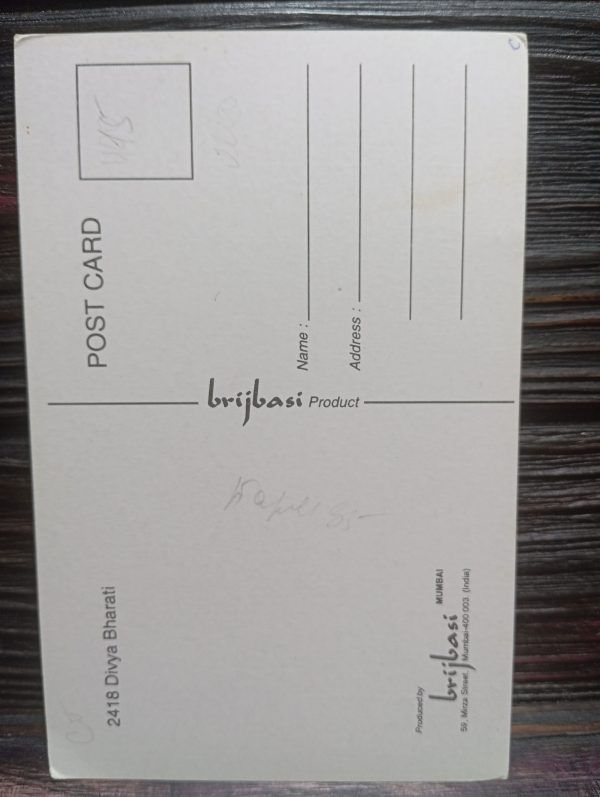 2418 Divya Bharati
POST CARD
brijbasi Product
Name :
Address :
Produced by
brijbasi MUMBAI
59, Mirza Street, Mumbai-400 003. (India)